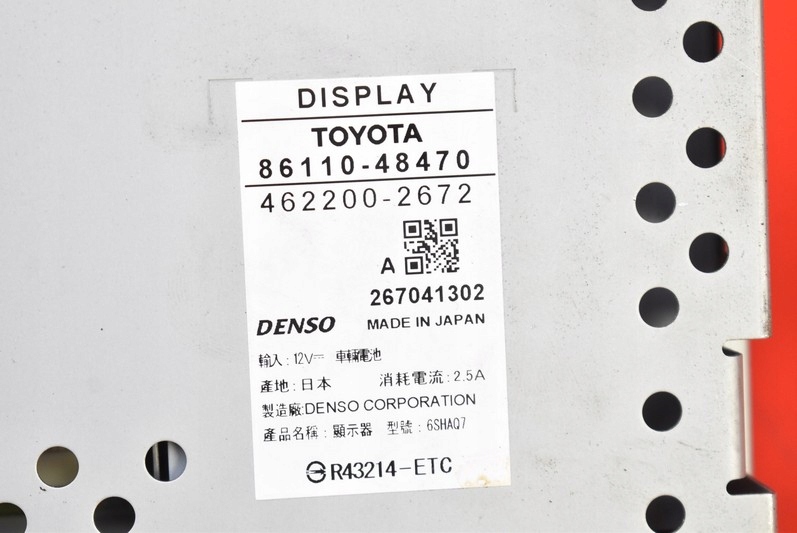 DISPLAY
TOYOTA
86110-48470
462200-2672
A
267041302
DENSO MADE IN JAPAN
輸入:12V⎓ 車輛電池
產地:日本 消耗電流:2.5A
製造廠:DENSO CORPORATION
產品名稱:顯示器 型號:6SHAQ7
R43214-ETC